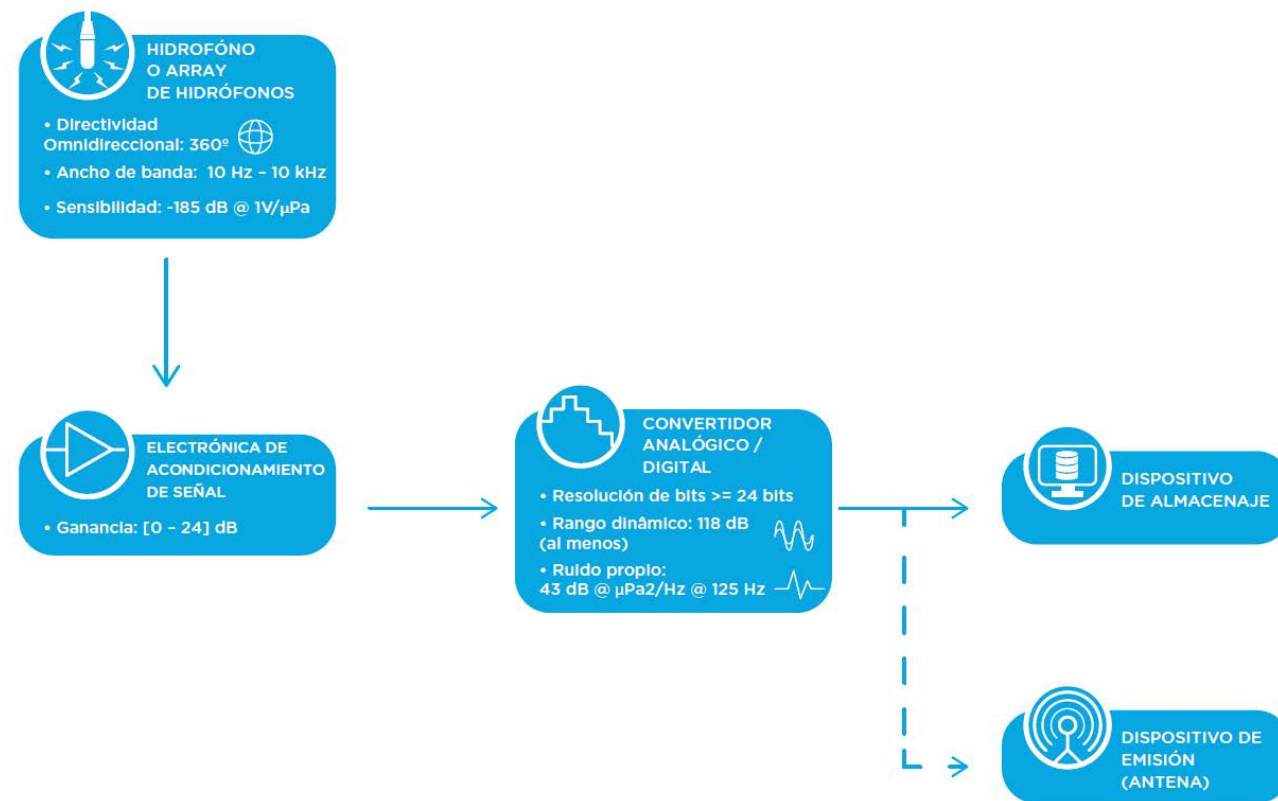 HIDROFÓNO
O ARRAY
DE HIDRÓFONOS
• Directividad
Omnidireccional: 360º
• Ancho de banda: 10 Hz – 10 kHz
• Sensibilidad: -185 dB @ 1V/µPa
ELECTRÓNICA DE
ACONDICIONAMIENTO
DE SEÑAL
• Ganancia: [0 – 24] dB
CONVERTIDOR
ANALÓGICO /
DIGITAL
• Resolución de bits >= 24 bits
• Rango dinâmico: 118 dB
(al menos)
• Ruido propio:
43 dB @ µPa2/Hz @ 125 Hz
DISPOSITIVO
DE ALMACENAJE
DISPOSITIVO DE
EMISIÓN
(ANTENA)